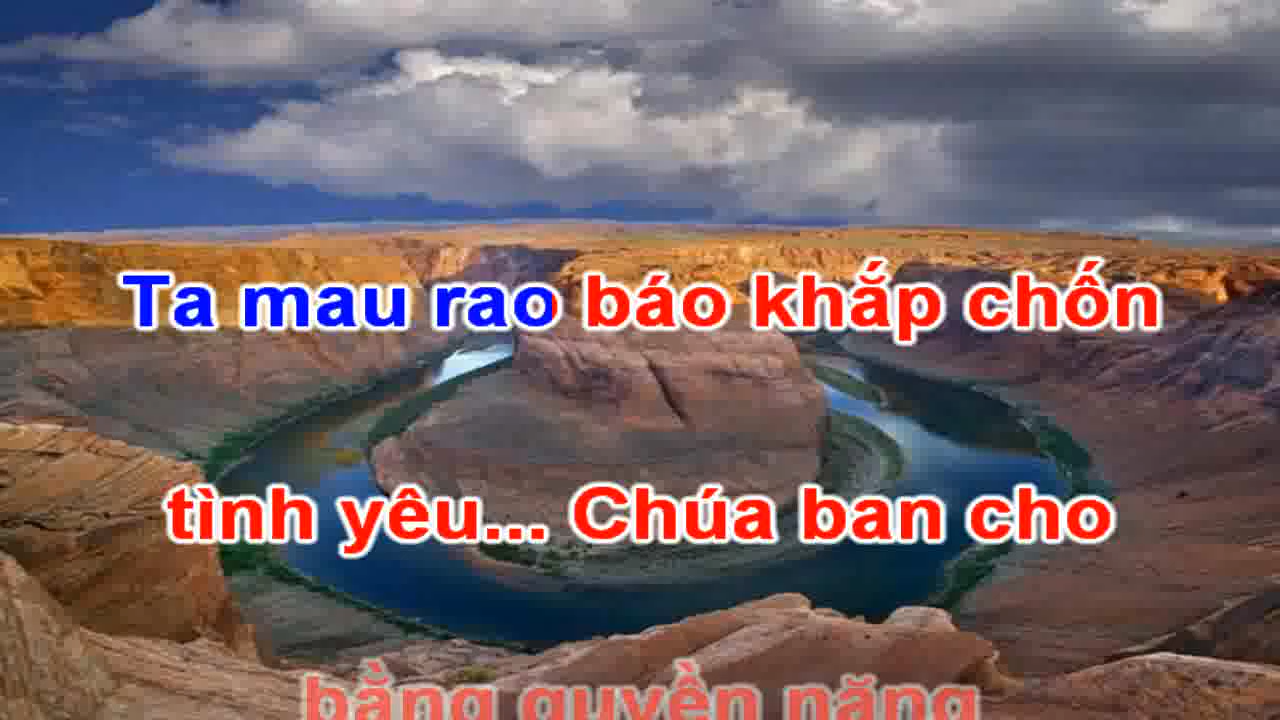 Ta mau rao báo khắp chốn
tình yêu... Chúa ban cho
bằng quyền năng